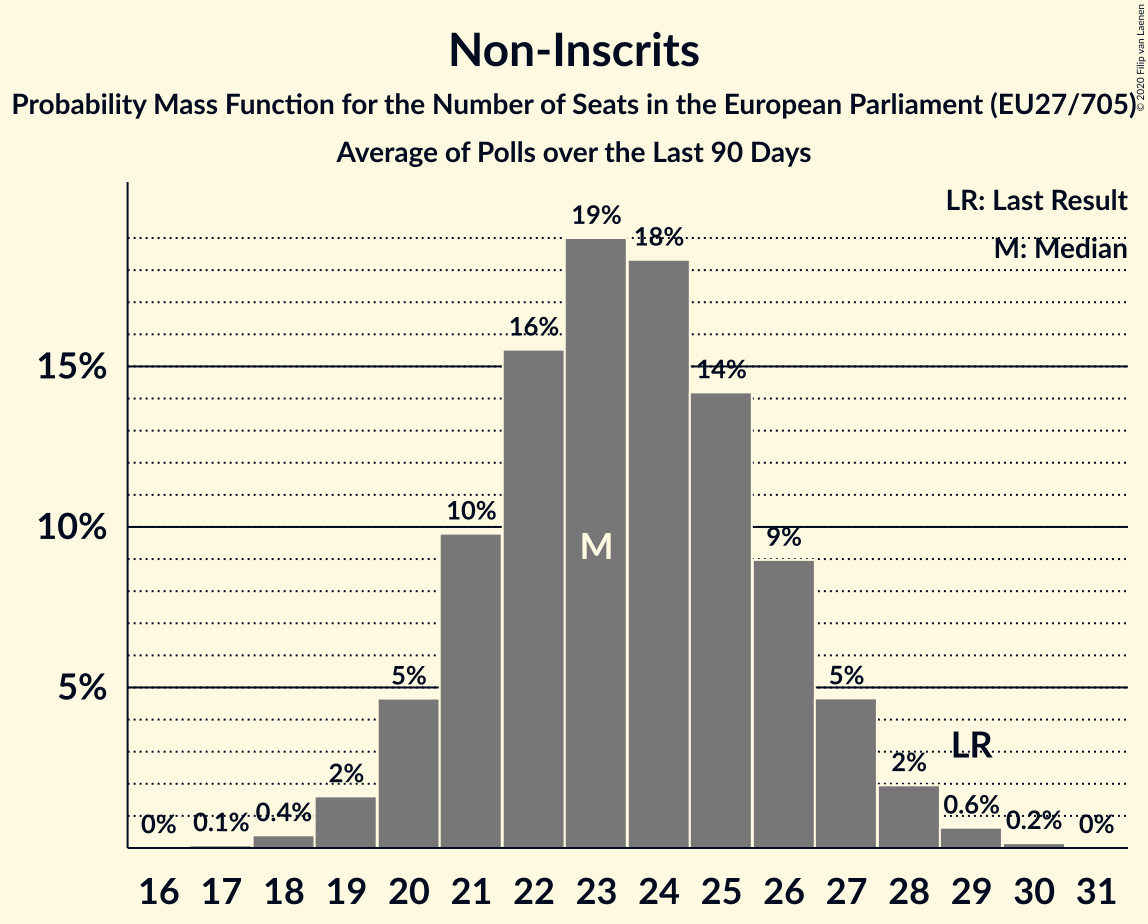 Non-Inscrits
Probability Mass Function for the Number of Seats in the European Parliament (EU27/705)
Average of Polls over the Last 90 Days
© 2020 Filip van Laenen
LR: Last Result
M: Median
19%
18%
16%
15%
14%
10%
10%
9%
M
5%
5%
5%
LR
2%
2%
0%
0.1%
0.4%
0.6%
0.2%
0%
16 17 18 19 20 21 22 23 24 25 26 27 28 29 30 31